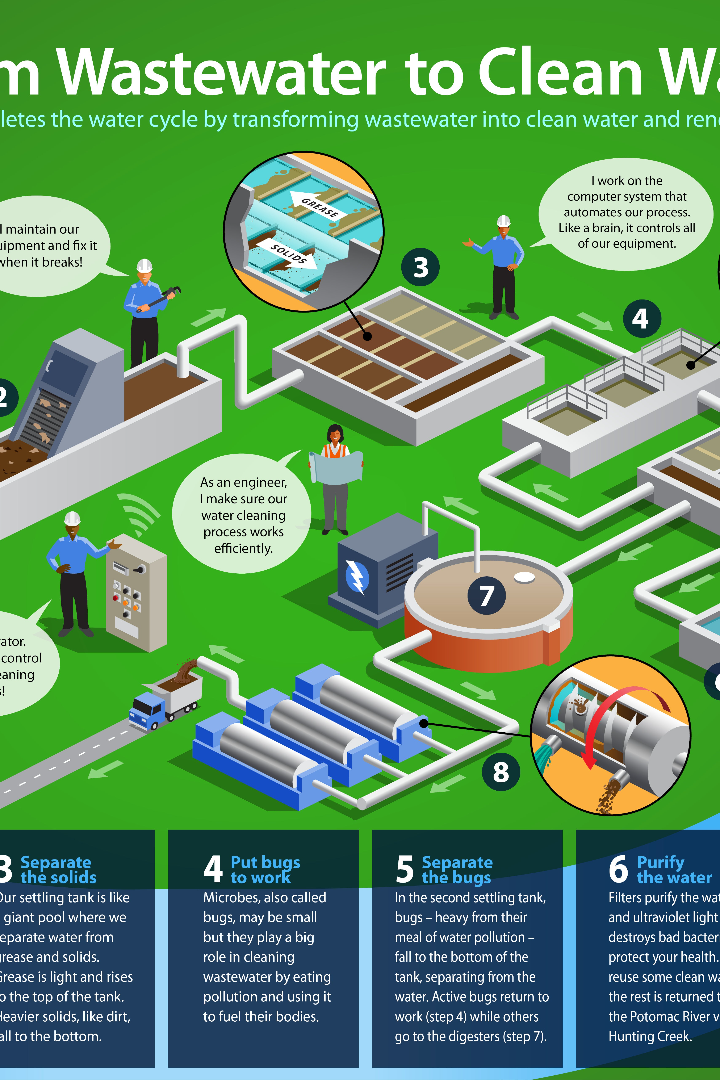 m Wastewater to Clean Wa
letes the water cycle by transforming wastewater into clean water and ren
I maintain our
uipment and fix it
when it breaks!
GREASE
SOLIDS
I work on the
computer system that
automates our process.
Like a brain, it controls all
of our equipment.
3
4
2
As an engineer,
I make sure our
water cleaning
process works
efficiently.
7
rator.
control
eaning
s!
8
3 Separate
the solids
Our settling tank is like
a giant pool where we
separate water from
grease and solids.
Grease is light and rises
to the top of the tank.
Heavier solids, like dirt,
fall to the bottom.
4 Put bugs
to work
Microbes, also called
bugs, may be small
but they play a big
role in cleaning
wastewater by eating
pollution and using it
to fuel their bodies.
5 Separate
the bugs
In the second settling tank,
bugs – heavy from their
meal of water pollution –
fall to the bottom of the
tank, separating from the
water. Active bugs return to
work (step 4) while others
go to the digesters (step 7).
6 Purify
the water
Filters purify the wat
and ultraviolet light
destroys bad bacter
protect your health.
reuse some clean wa
the rest is returned t
the Potomac River v
Hunting Creek.